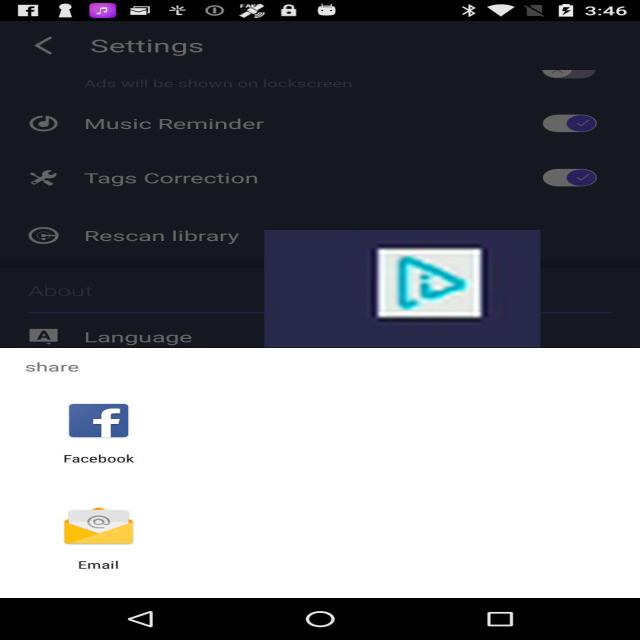 3:46
Settings
Ads will be shown on lockscreen
Music Reminder
Tags Correction
Rescan library
About
Language
share
Facebook
Email